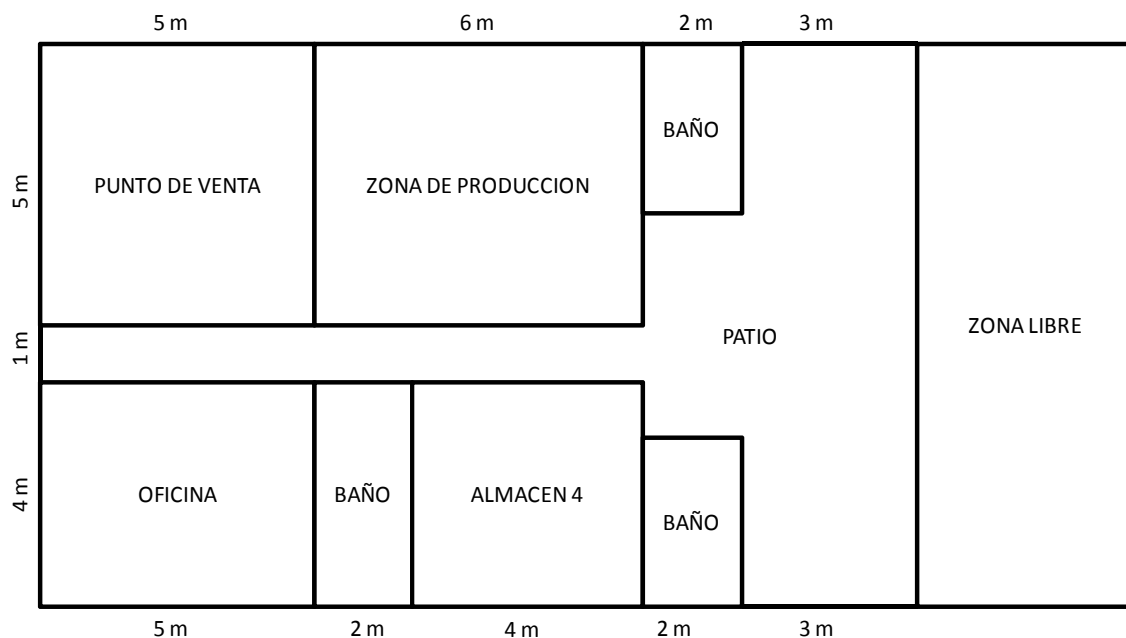 5 m
6 m
2 m
3 m
5 m
PUNTO DE VENTA
ZONA DE PRODUCCION
BAÑO
1 m
PATIO
ZONA LIBRE
4 m
OFICINA
BAÑO
ALMACEN 4
BAÑO
5 m
2 m
4 m
2 m
3 m